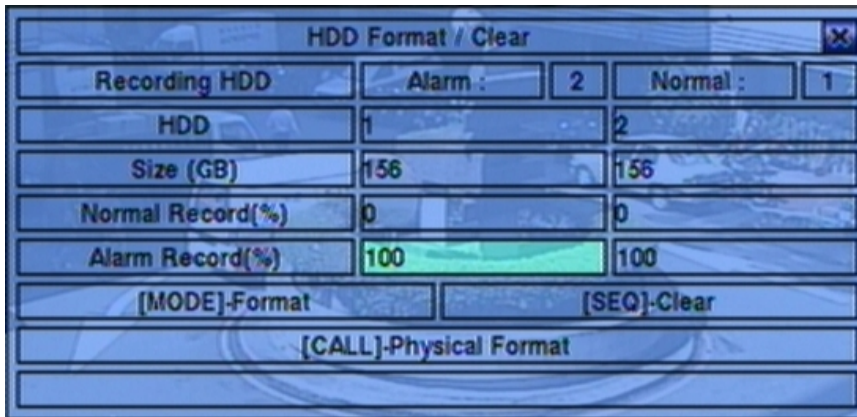 HDD Format / Clear
Recording HDD Alarm : 2 Normal : 1
HDD 1 2
Size (GB) 156 156
Normal Record(%) 0 0
Alarm Record(%) 100 100
[MODE]-Format [SEQ]-Clear
[CALL]-Physical Format